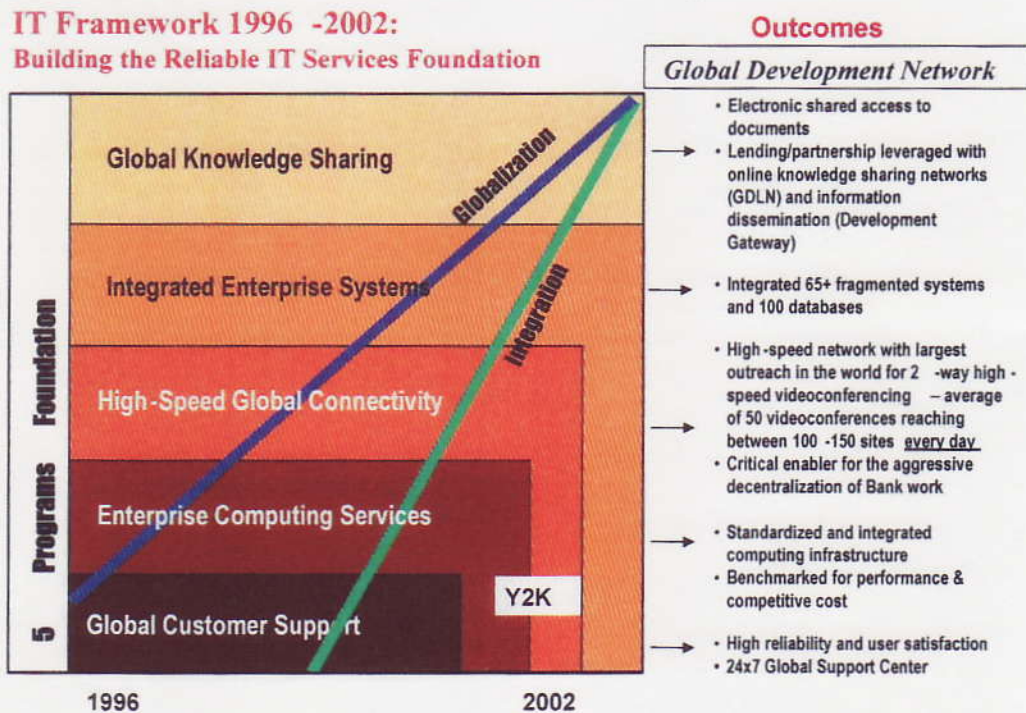 IT Framework 1996 -2002:
Building the Reliable IT Services Foundation
Outcomes
Global Development Network
5 Programs Foundation
Global Knowledge Sharing
Integrated Enterprise Systems
High-Speed Global Connectivity
Enterprise Computing Services
Global Customer Support
Globalization
Integration
Y2K
1996
2002
• Electronic shared access to
documents
• Lending/partnership leveraged with
online knowledge sharing networks
(GDLN) and information
dissemination (Development
Gateway)
• Integrated 65+ fragmented systems
and 100 databases
• High -speed network with largest
outreach in the world for 2 -way high -
speed videoconferencing – average
of 50 videoconferences reaching
between 100 -150 sites every day
• Critical enabler for the aggressive
decentralization of Bank work
• Standardized and integrated
computing infrastructure
• Benchmarked for performance &
competitive cost
• High reliability and user satisfaction
• 24x7 Global Support Center